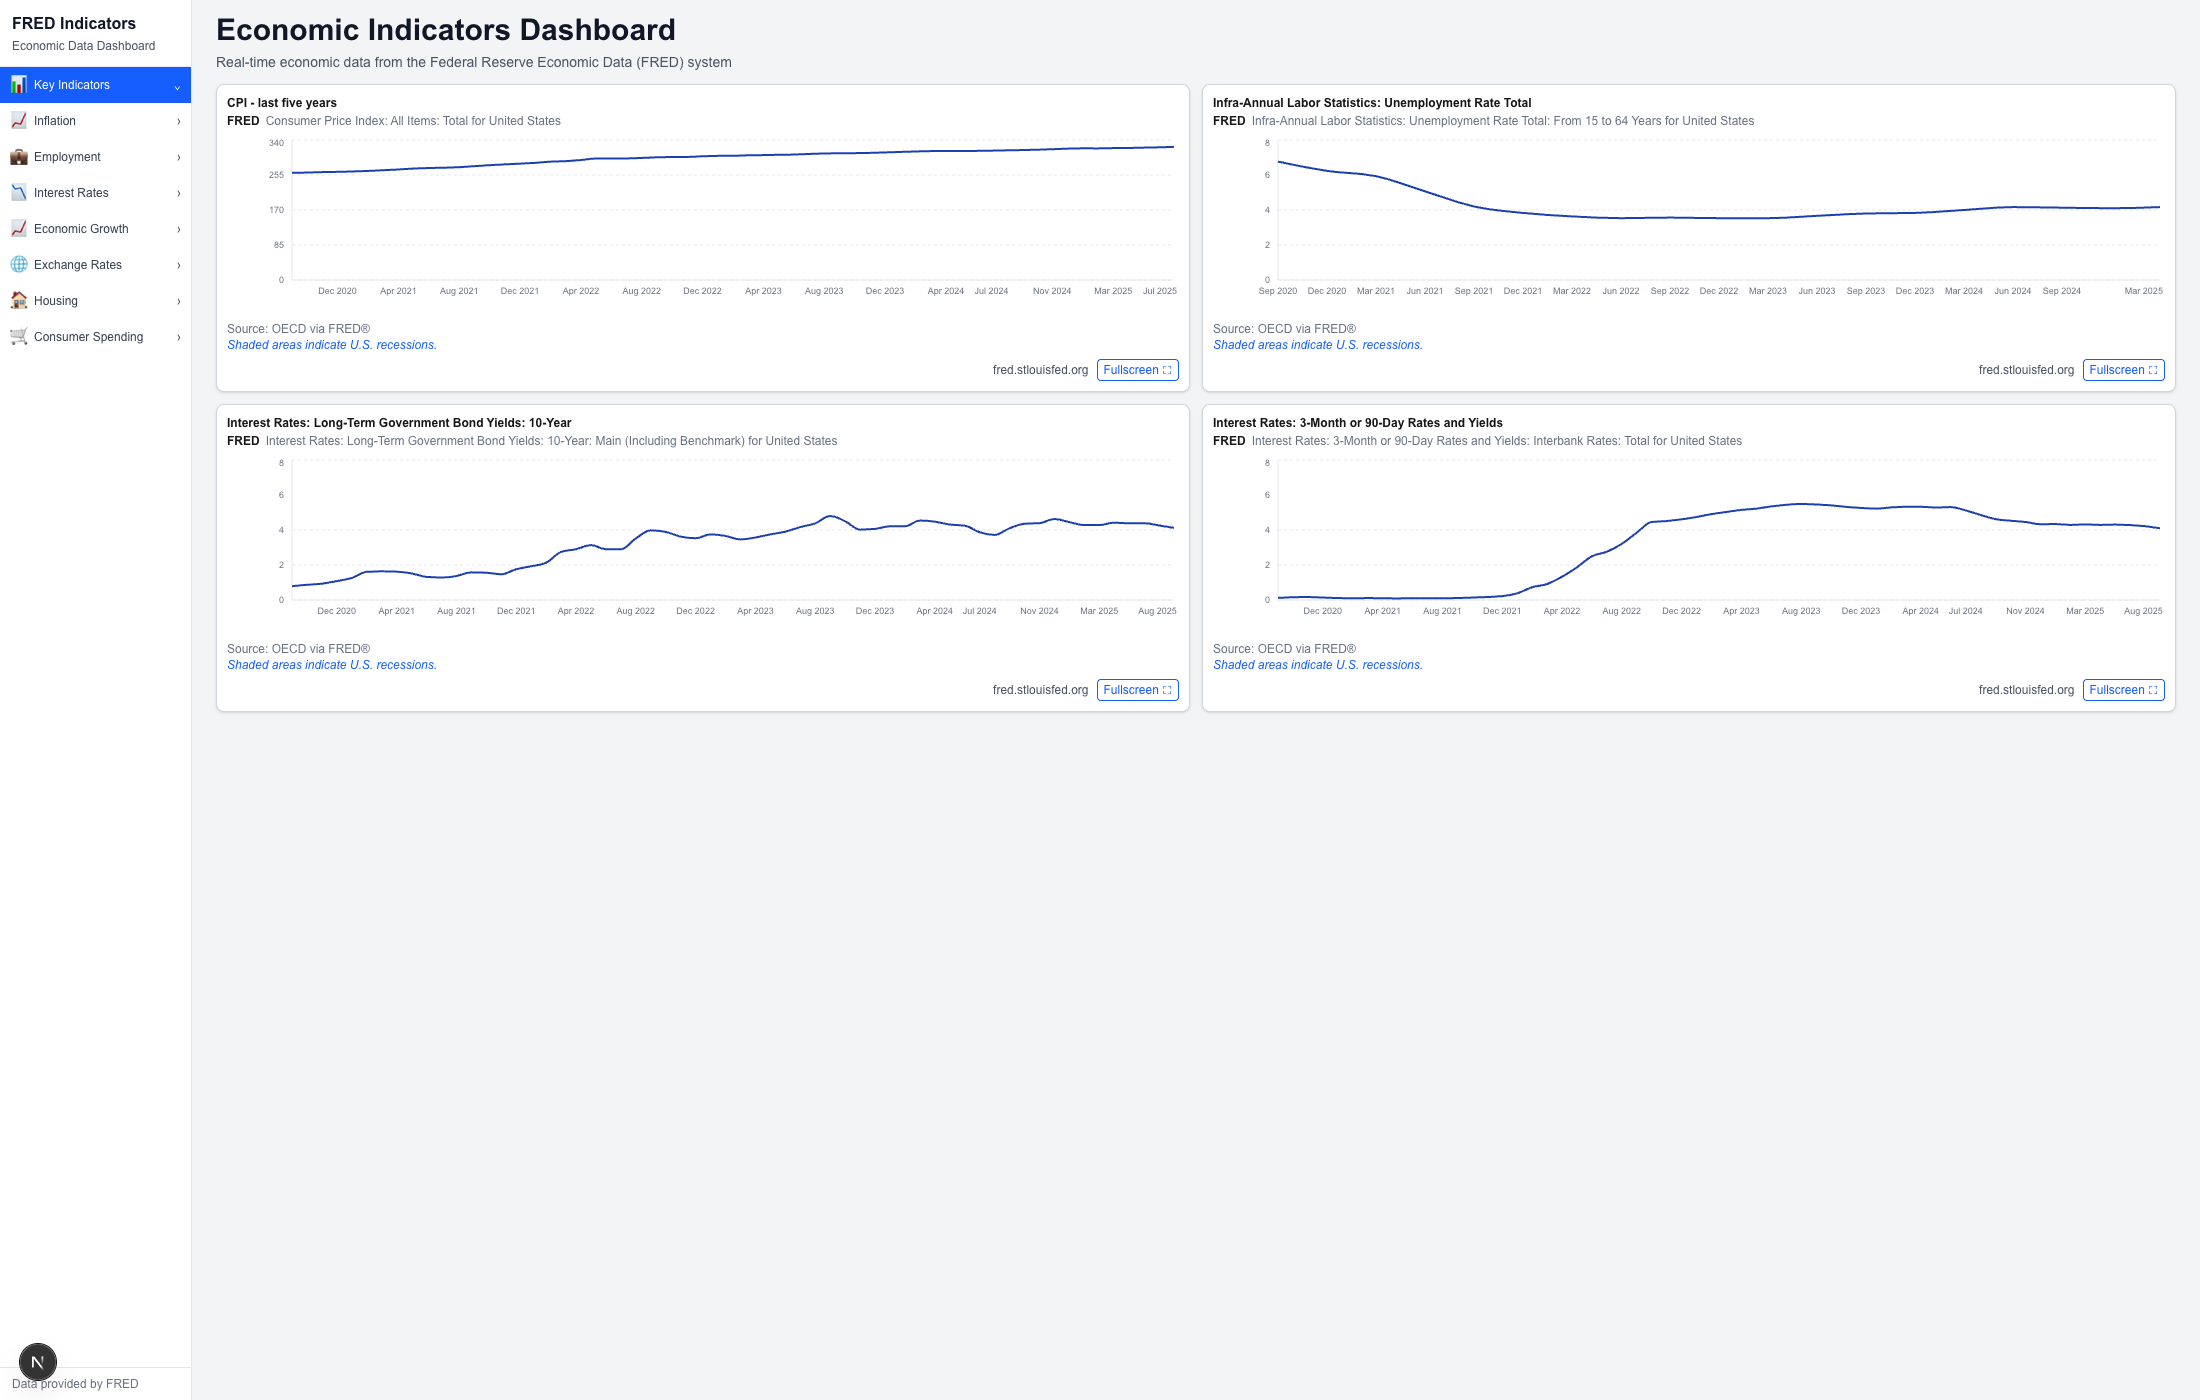 FRED Indicators
Economic Data Dashboard
Key Indicators
Inflation
Employment
Interest Rates
Economic Growth
Exchange Rates
Housing
Consumer Spending
N
Data provided by FRED
Economic Indicators Dashboard
Real-time economic data from the Federal Reserve Economic Data (FRED) system
CPI - last five years
FRED Consumer Price Index: All Items: Total for United States
340
255
170
85
0
Dec 2020 Apr 2021 Aug 2021 Dec 2021 Apr 2022 Aug 2022 Dec 2022 Apr 2023 Aug 2023 Dec 2023 Apr 2024 Jul 2024 Nov 2024 Mar 2025 Jul 2025
Source: OECD via FRED®
Shaded areas indicate U.S. recessions.
fred.stlouisfed.org Fullscreen
Infra-Annual Labor Statistics: Unemployment Rate Total
FRED Infra-Annual Labor Statistics: Unemployment Rate Total: From 15 to 64 Years for United States
8
6
4
2
0
Sep 2020 Dec 2020 Mar 2021 Jun 2021 Sep 2021 Dec 2021 Mar 2022 Jun 2022 Sep 2022 Dec 2022 Mar 2023 Jun 2023 Sep 2023 Dec 2023 Mar 2024 Jun 2024 Sep 2024 Mar 2025
Source: OECD via FRED®
Shaded areas indicate U.S. recessions.
fred.stlouisfed.org Fullscreen
Interest Rates: Long-Term Government Bond Yields: 10-Year
FRED Interest Rates: Long-Term Government Bond Yields: 10-Year: Main (Including Benchmark) for United States
8
6
4
2
0
Dec 2020 Apr 2021 Aug 2021 Dec 2021 Apr 2022 Aug 2022 Dec 2022 Apr 2023 Aug 2023 Dec 2023 Apr 2024 Jul 2024 Nov 2024 Mar 2025 Aug 2025
Source: OECD via FRED®
Shaded areas indicate U.S. recessions.
fred.stlouisfed.org Fullscreen
Interest Rates: 3-Month or 90-Day Rates and Yields
FRED Interest Rates: 3-Month or 90-Day Rates and Yields: Interbank Rates: Total for United States
8
6
4
2
0
Dec 2020 Apr 2021 Aug 2021 Dec 2021 Apr 2022 Aug 2022 Dec 2022 Apr 2023 Aug 2023 Dec 2023 Apr 2024 Jul 2024 Nov 2024 Mar 2025 Aug 2025
Source: OECD via FRED®
Shaded areas indicate U.S. recessions.
fred.stlouisfed.org Fullscreen